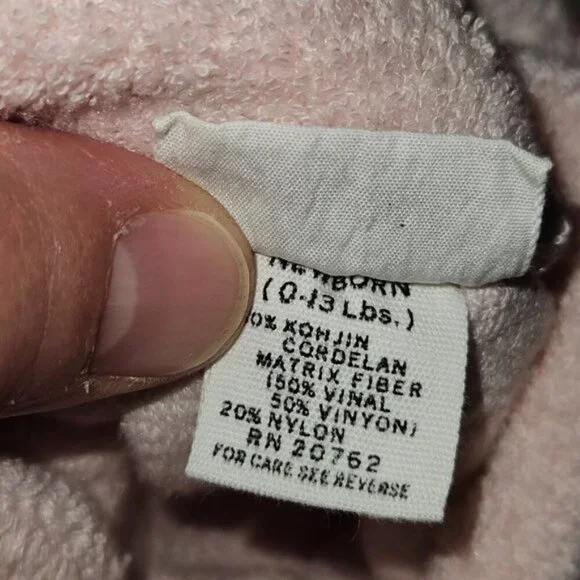 NEWBORN
(0-13 Lbs.)
0% KOHJIN
CORDELAN
MATRIX FIBER
(50% VINAL
50% VINYON)
20% NYLON
RN 20762
FOR CARE SEE REVERSE